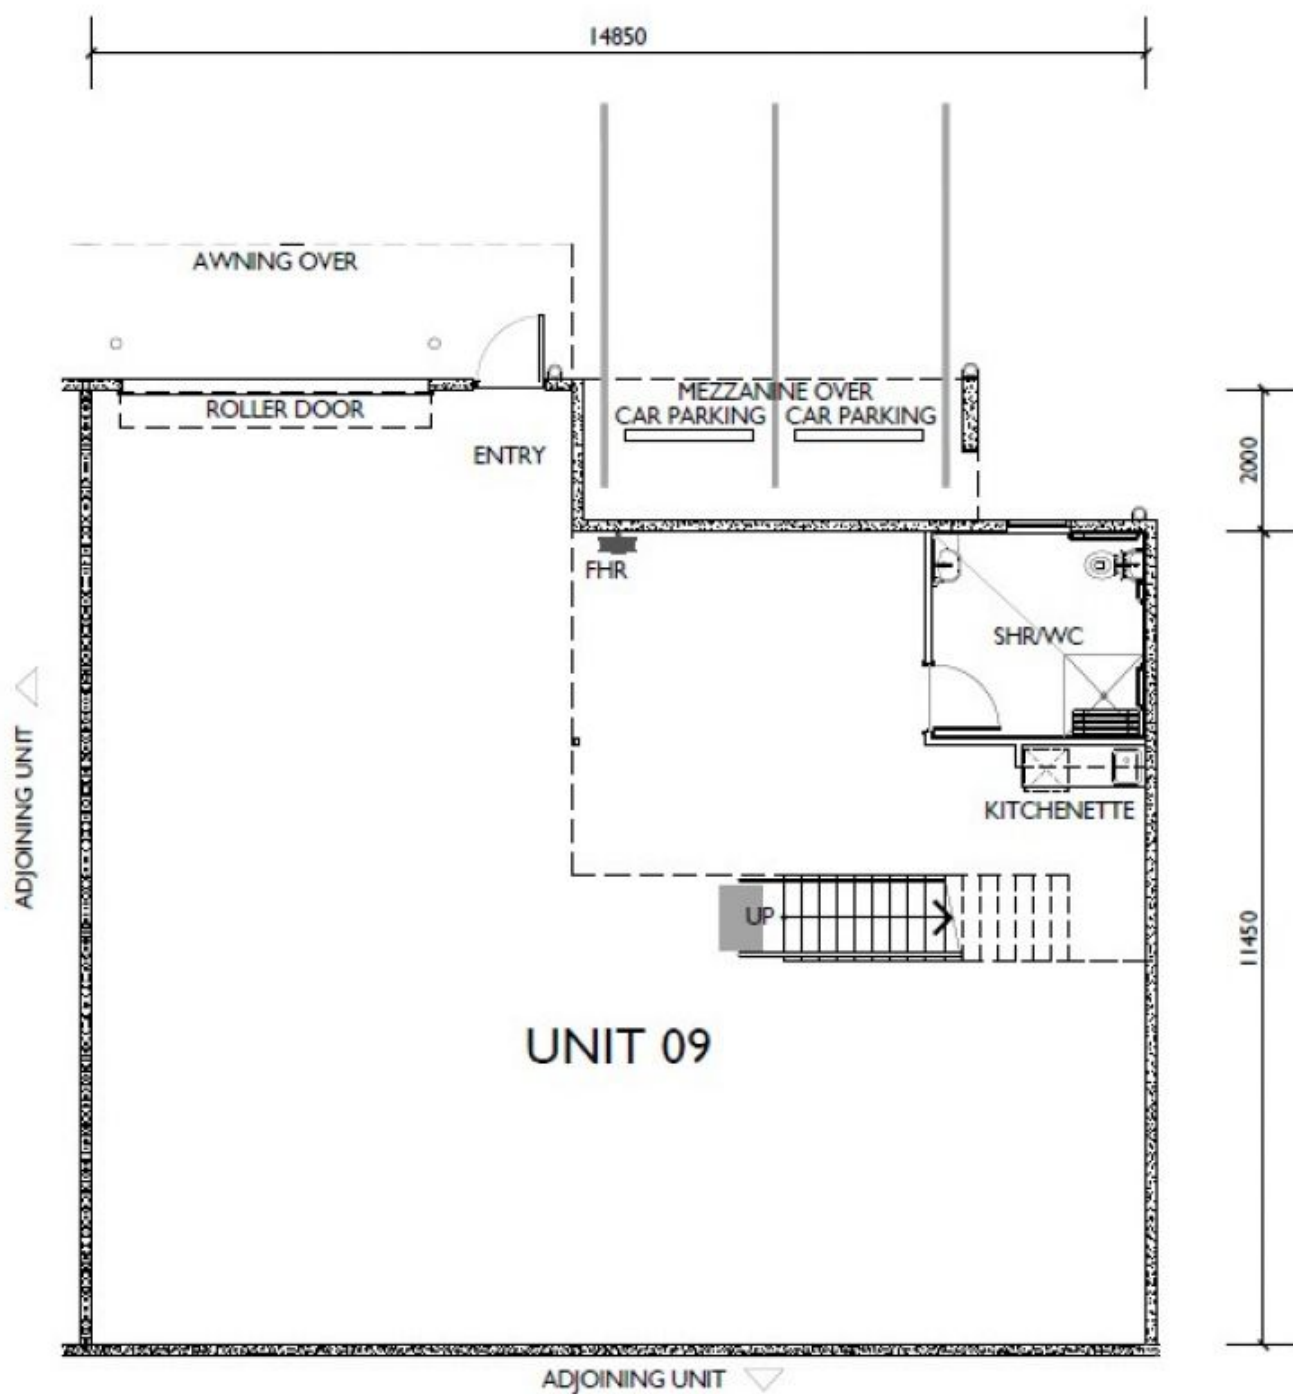 14850
AWNING OVER
ROLLER DOOR
MEZZANINE OVER
CAR PARKING CAR PARKING
ENTRY
2000
FHR
SHR/WC
ADJOINING UNIT
KITCHENETTE
UP
11450
UNIT 09
ADJOINING UNIT